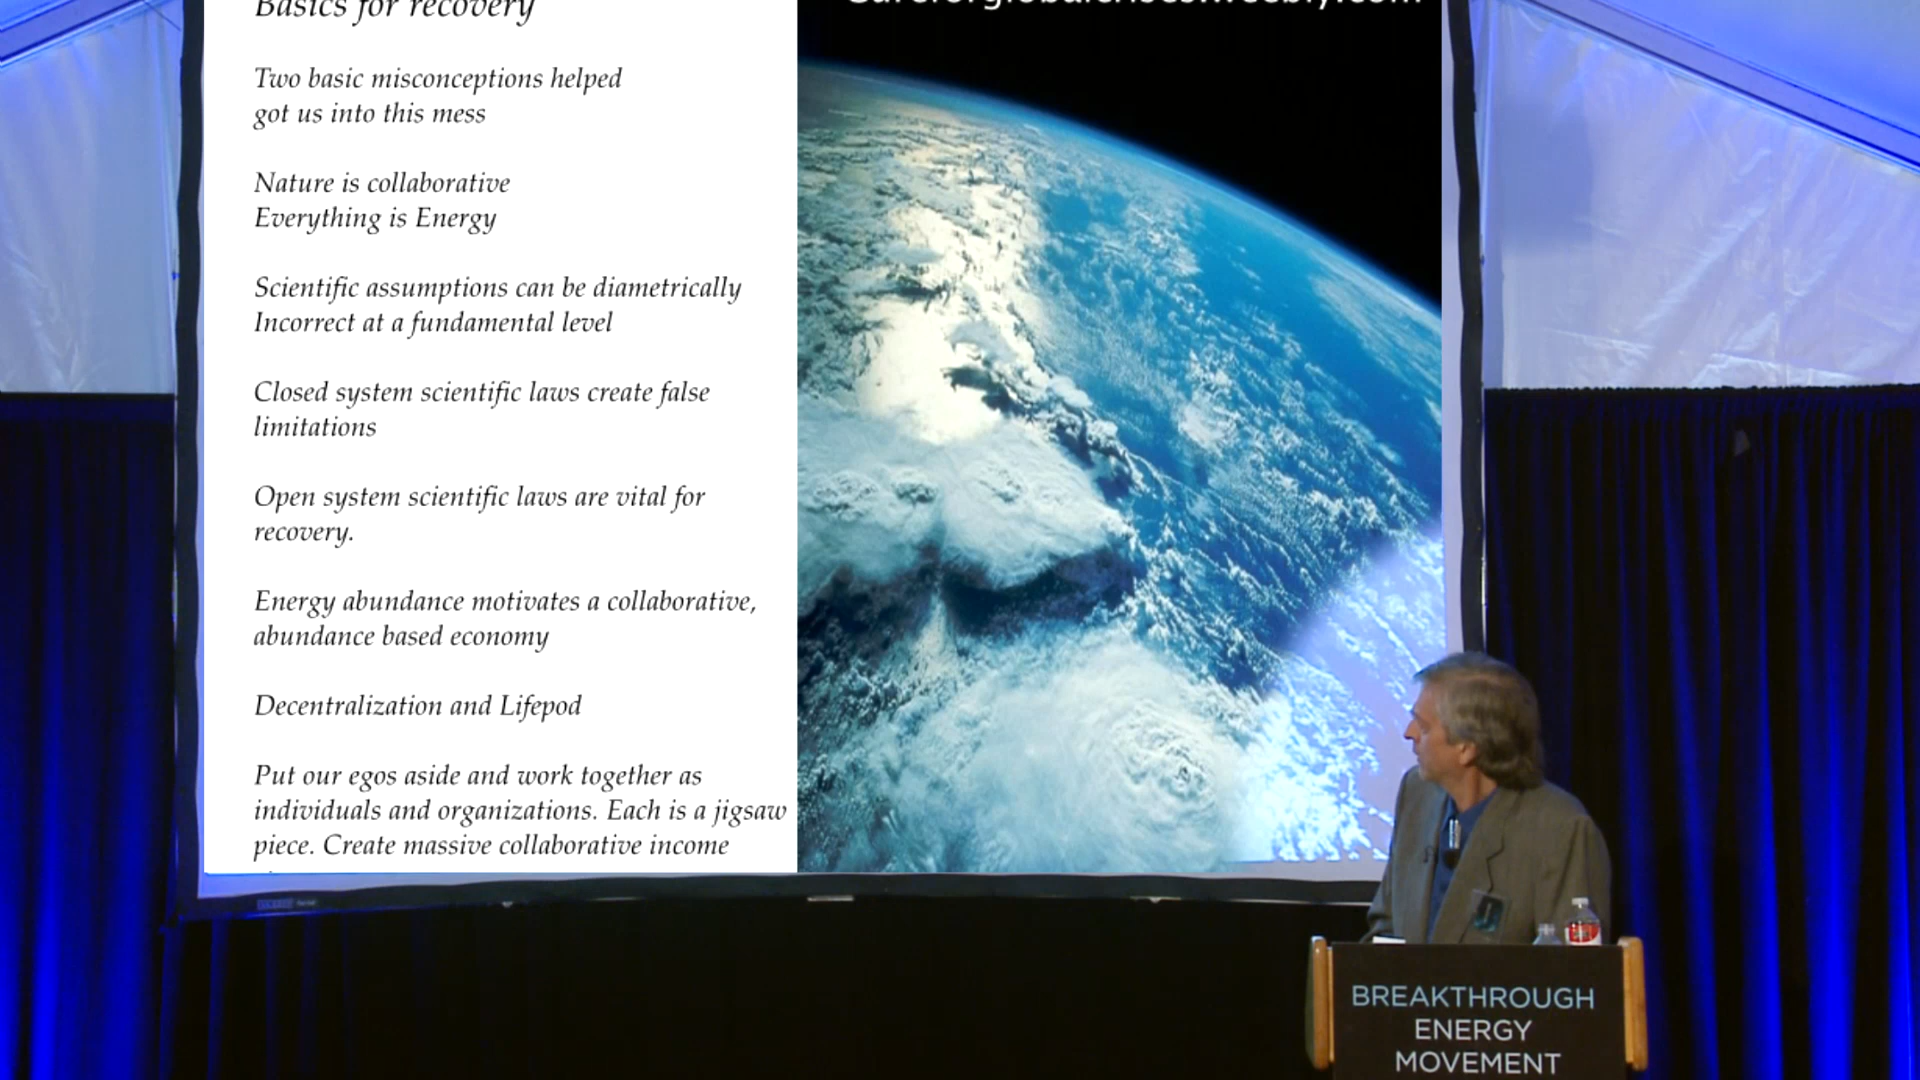 Basics for recovery
Two basic misconceptions helped
got us into this mess
Nature is collaborative
Everything is Energy
Scientific assumptions can be diametrically
Incorrect at a fundamental level
Closed system scientific laws create false
limitations
Open system scientific laws are vital for
recovery.
Energy abundance motivates a collaborative,
abundance based economy
Decentralization and Lifepod
Put our egos aside and work together as
individuals and organizations. Each is a jigsaw
piece. Create massive collaborative income
BREAKTHROUGH
ENERGY
MOVEMENT